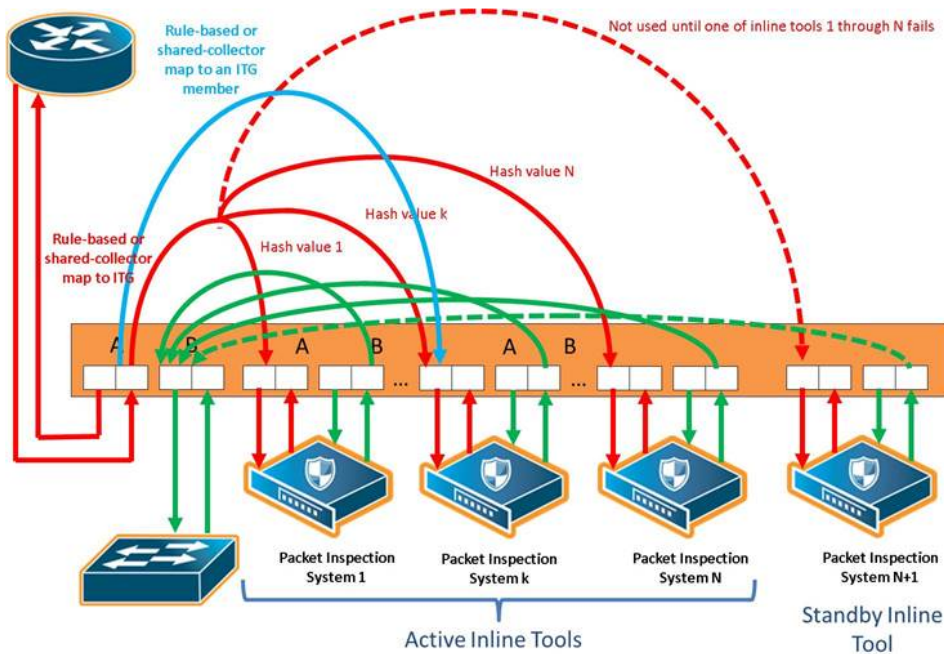 Rule-based or
shared-collector
map to an ITG
member
Not used until one of inline tools 1 through N fails
Hash value N
Hash value k
Hash value 1
Rule-based or
shared-collector
map to ITG
A
B
A
B
A
B
...
...
Packet Inspection
System 1
Packet Inspection
System k
Packet Inspection
System N
Packet Inspection
System N+1
Active Inline Tools
Standby Inline
Tool